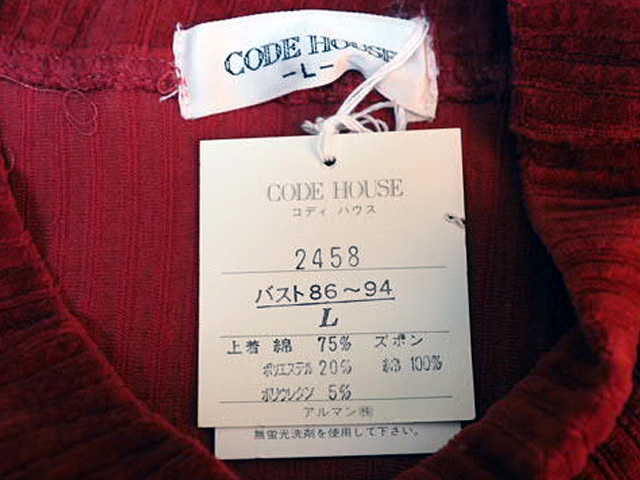 CODE HOUSE
-L-
CODE HOUSE
コディ ハウス
2458
バスト86～94
L
上着 綿 75% ズボン
ポリエステル 20% 綿 100%
ポリウレタン 5%
アルマン㈱
無蛍光洗剤を使用して下さい。